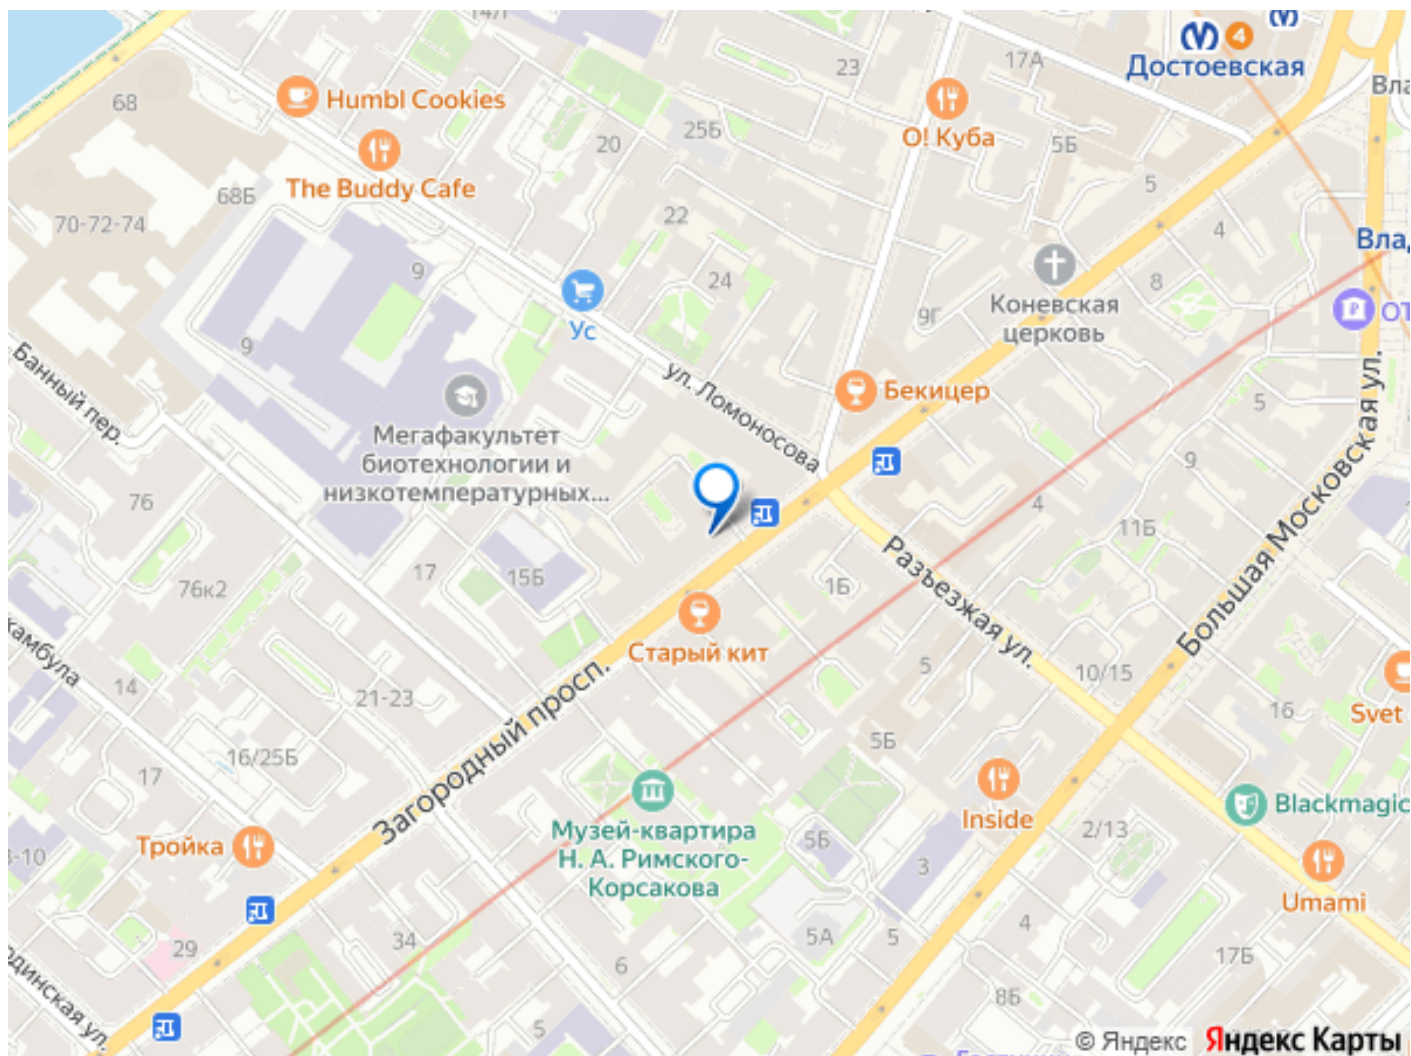 14Л
17А
4
Достоевская
23
68
Humbl Cookies
25Б
О! Куба
5Б
20
The Buddy Cafe
68Б
5
70-72-74
22
4
9
24
8
Коневская
церковь
9Г
Ус
9
Банный пер.
ул. Ломоносова
Бекицер
5
Мегафакультет
биотехнологии и
низкотемпературных...
9
76
4
11Б
Большая Московская ул.
Разъезжая ул.
17
15Б
1Б
76к2
Старый кит
5
10/15
14
21-23
Загородный просп.
16
Svet
5Б
16/25Б
17
Inside
Blackmagic
Музей-квартира
Н. А. Римского-
Корсакова
Тройка
5Б
2/13
3
Umami
29
34
5А
5
4
17Б
6
8Б
5
© Яндекс Яндекс Карты